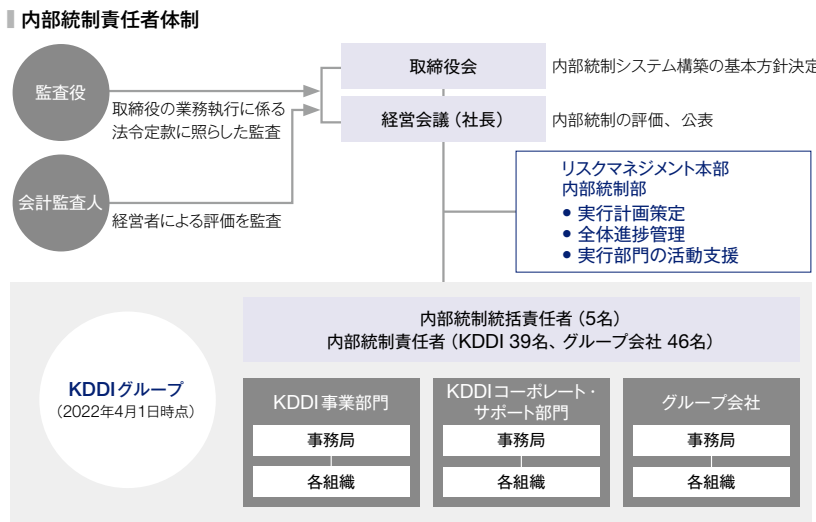 内部統制責任者体制
監査役
取締役の業務執行に係る
法令定款に照らした監査
会計監査人
経営者による評価を監査
取締役会
内部統制システム構築の基本方針決定
経営会議（社長）
内部統制の評価、公表
リスクマネジメント本部
内部統制部
• 実行計画策定
• 全体進捗管理
• 実行部門の活動支援
KDDIグループ
（2022年4月1日時点）
内部統制統括責任者（5名）
内部統制責任者（KDDI 39名、グループ会社 46名）
KDDI事業部門
事務局
各組織
KDDIコーポレート・
サポート部門
事務局
各組織
グループ会社
事務局
各組織